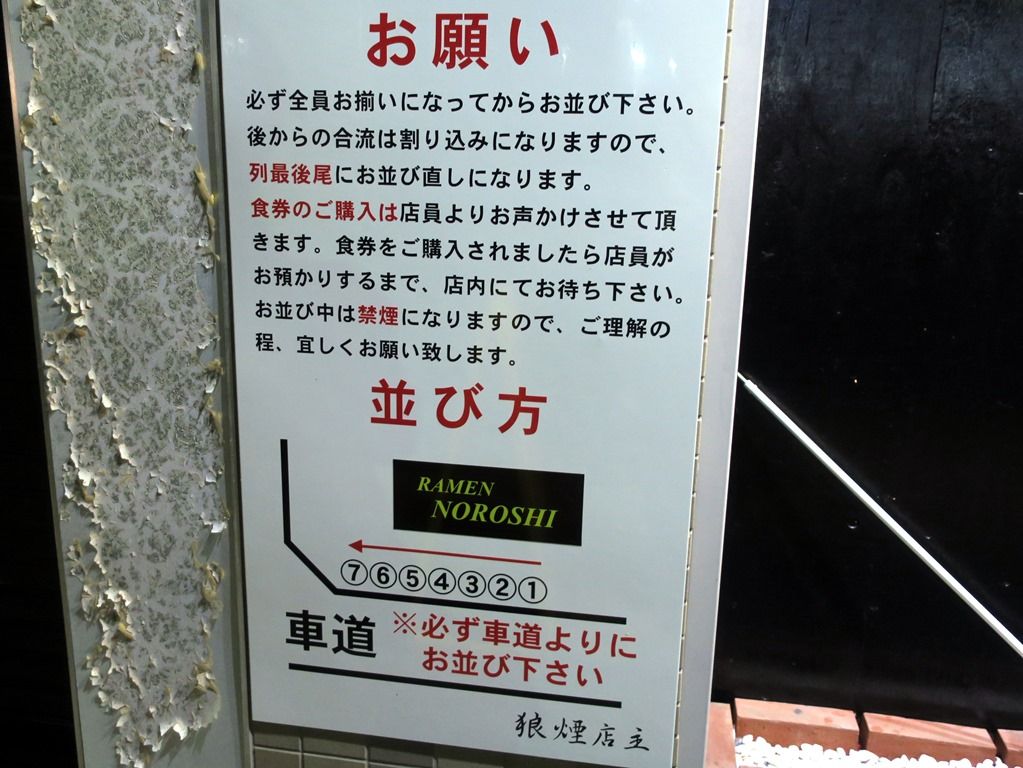 お願い
必ず全員お揃いになってからお並び下さい。
後からの合流は割り込みになりますので、
列最後尾にお並び直しになります。
食券のご購入は店員よりお声かけさせて頂
きます。食券をご購入されましたら店員が
お預かりするまで、店内にてお待ち下さい。
お並び中は禁煙になりますので、ご理解の
程、宜しくお願い致します。
並び方
RAMEN
NOROSHI
⑦⑥⑤④③②①
車道 ※必ず車道よりに
お並び下さい
狼煙店主